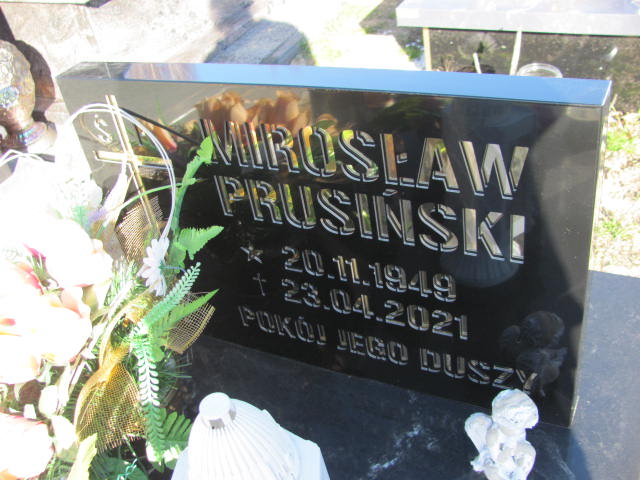 MIROSŁAW
PRUSIŃSKI
★ 20.11.1949
† 23.04.2021
POKÓJ JEGO DUSZY